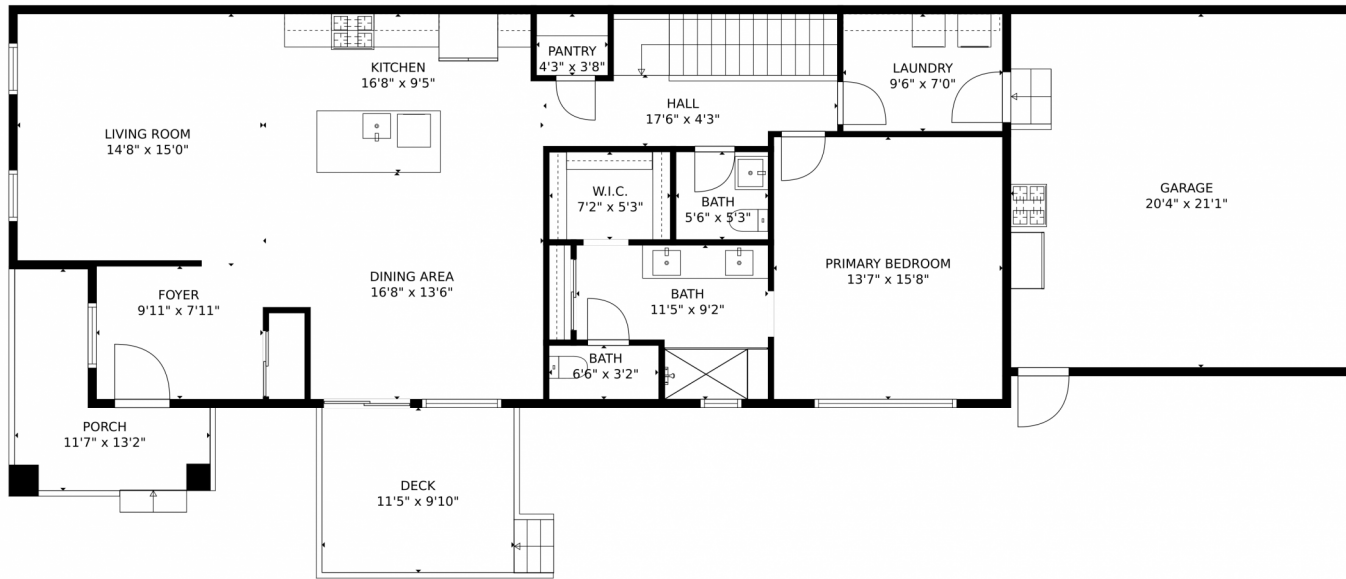 PANTRY
4'3" x 3'8"
KITCHEN
16'8" x 9'5"
LAUNDRY
9'6" x 7'0"
HALL
17'6" x 4'3"
LIVING ROOM
14'8" x 15'0"
W.I.C.
7'2" x 5'3"
BATH
5'6" x 5'3"
GARAGE
20'4" x 21'1"
PRIMARY BEDROOM
13'7" x 15'8"
DINING AREA
16'8" x 13'6"
FOYER
9'11" x 7'11"
BATH
11'5" x 9'2"
BATH
6'6" x 3'2"
PORCH
11'7" x 13'2"
DECK
11'5" x 9'10"